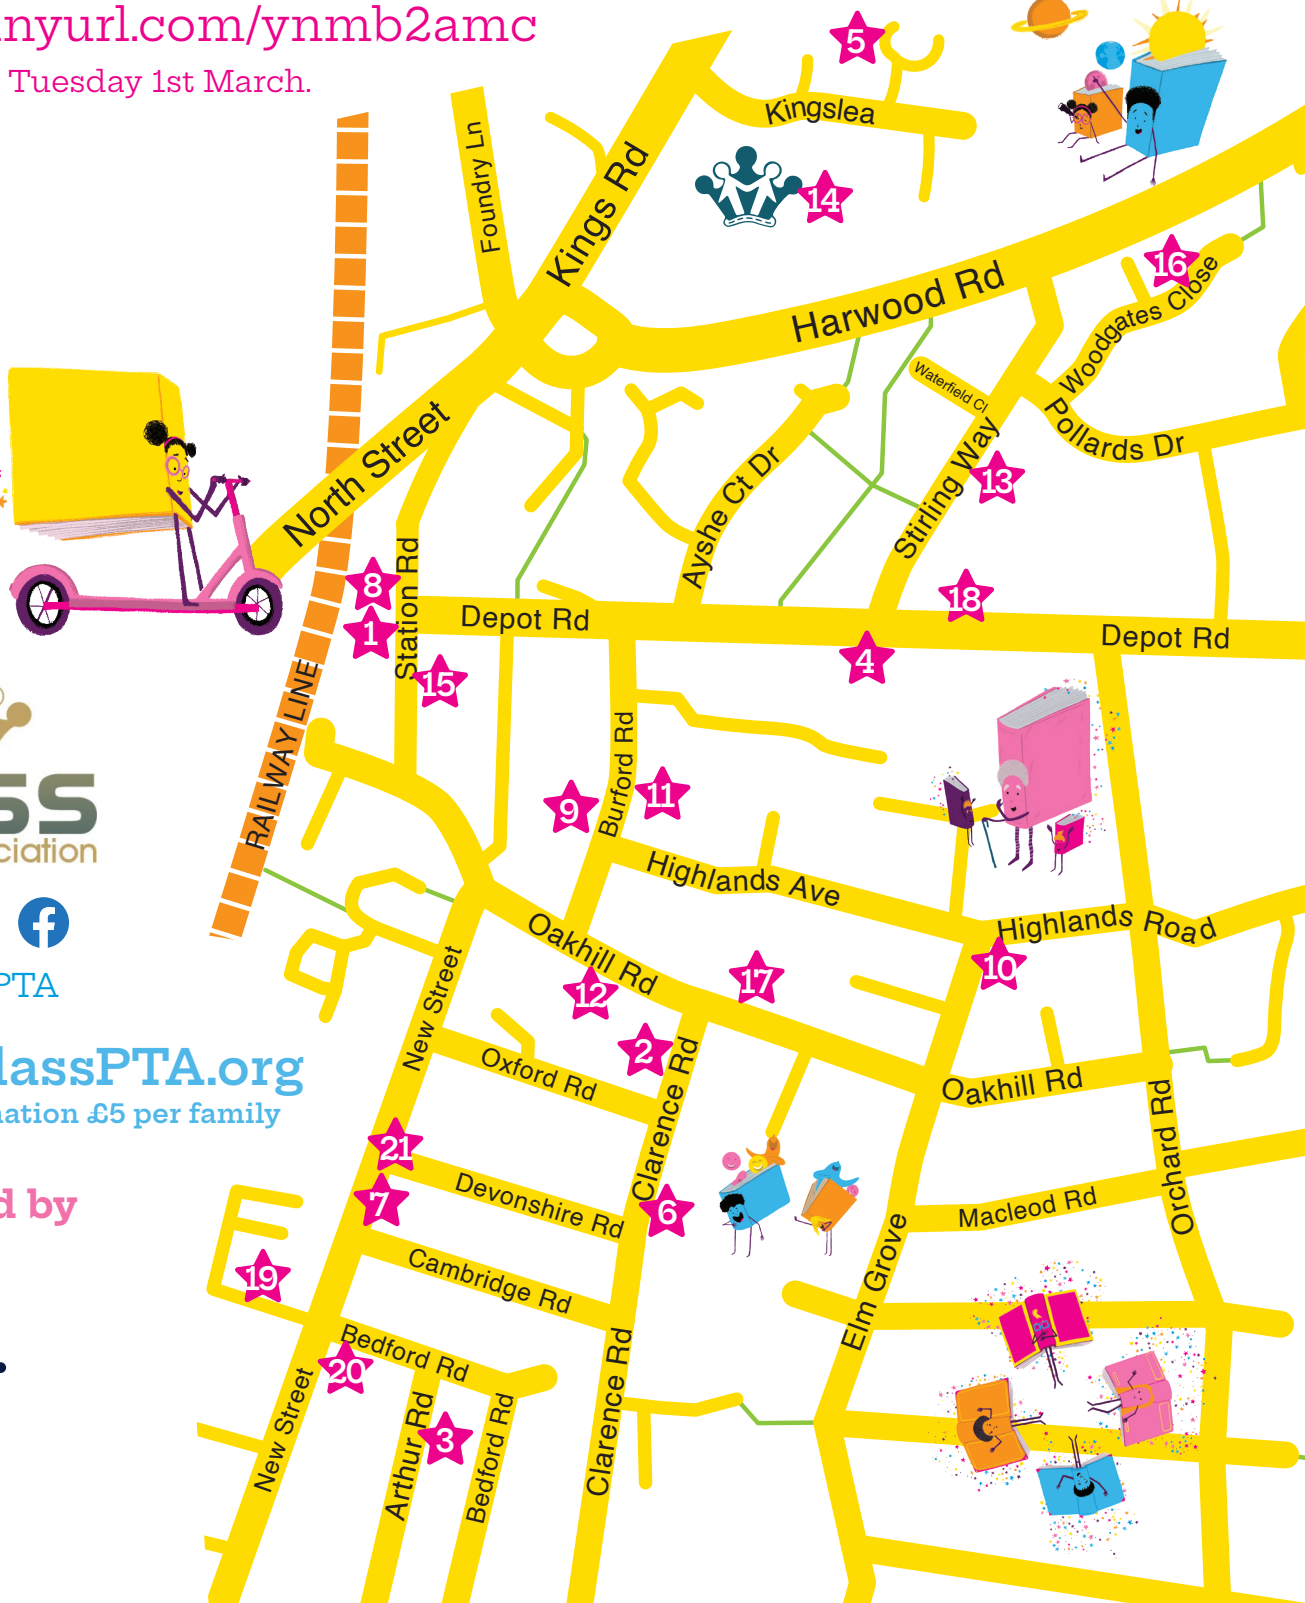 nyurl.com/ynmb2amc
Tuesday 1st March.
5
Kingslea
Foundry Ln
Kings Rd
14
Harwood Rd
16
Woodgates Close
Waterfield Cl
Pollards Dr
North Street
Ayshe Ct Dr
Stirling Way
13
8
Station Rd
18
1
Depot Rd
Depot Rd
4
15
RAILWAY LINE
Burford Rd
9
11
SS
ciation
Highlands Ave
Highlands Road
PTA
Oakhill Rd
17
10
12
New Street
2
lassPTA.org
Oxford Rd
Oakhill Rd
nation £5 per family
Clarence Rd
Orchard Rd
21
d by
7
Devonshire Rd
6
Macleod Rd
19
Cambridge Rd
Elm Grove
Bedford Rd
20
New Street
Arthur Rd
3
Bedford Rd
Clarence Rd